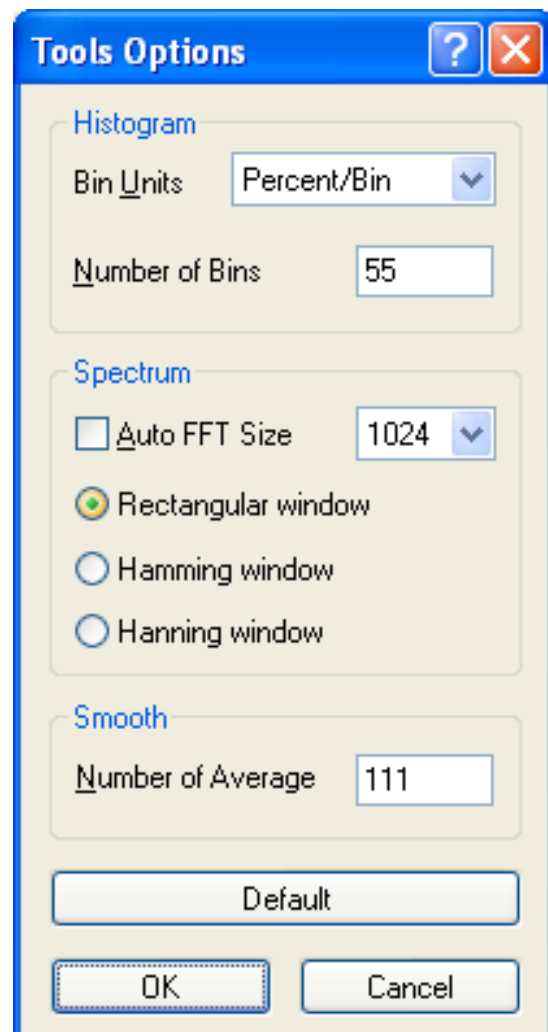 Tools Options
?
Histogram
Bin Units Percent/Bin
Number of Bins 55
Spectrum
Auto FFT Size 1024
Rectangular window
Hamming window
Hanning window
Smooth
Number of Average 111
Default
OK Cancel